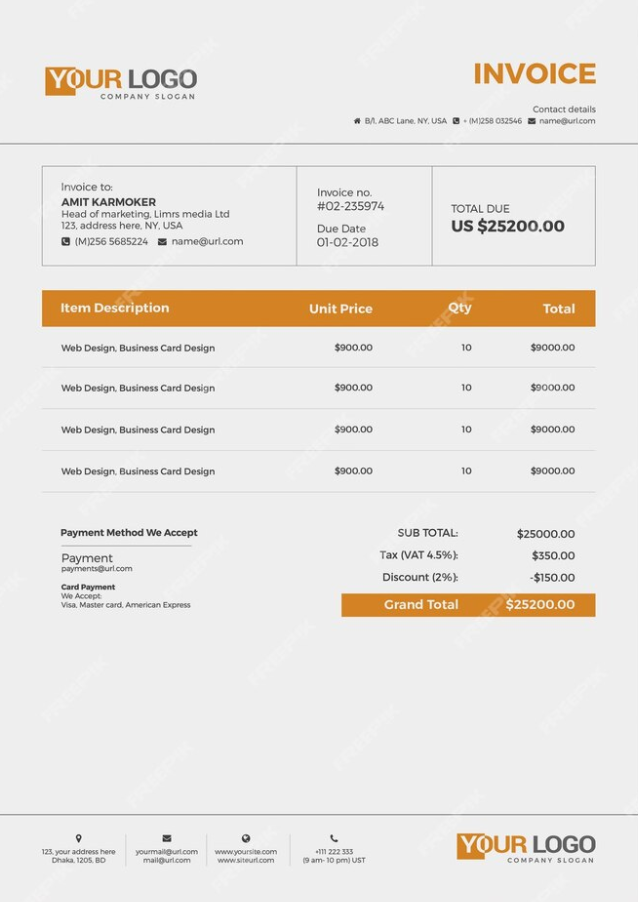 YOUR LOGO
COMPANY SLOGAN
INVOICE
Contact details
B/l, ABC Lane, NY, USA + (M)258 032546 name@url.com
Invoice to:
AMIT KARMOKER
Head of marketing, Limrs media Ltd
123, address here, NY, USA
(M)256 5685224 name@url.com
Invoice no.
#02-235974
Due Date
01-02-2018
TOTAL DUE
US $25200.00
Item Description Unit Price Qty Total
Web Design, Business Card Design $900.00 10 $9000.00
Web Design, Business Card Design $900.00 10 $9000.00
Web Design, Business Card Design $900.00 10 $9000.00
Web Design, Business Card Design $900.00 10 $9000.00
Payment Method We Accept
Payment
payments@url.com
Card Payment
We Accept:
Visa, Master card, American Express
SUB TOTAL: $25000.00
Tax (VAT 4.5%): $350.00
Discount (2%): -$150.00
Grand Total $25200.00
123, your address here
Dhaka, 1205, BD
yourmail@url.com
mail@url.com
www.yoursite.com
www.siteurl.com
+111 222 333
(9 am- 10 pm) UST
YOUR LOGO
COMPANY SLOGAN